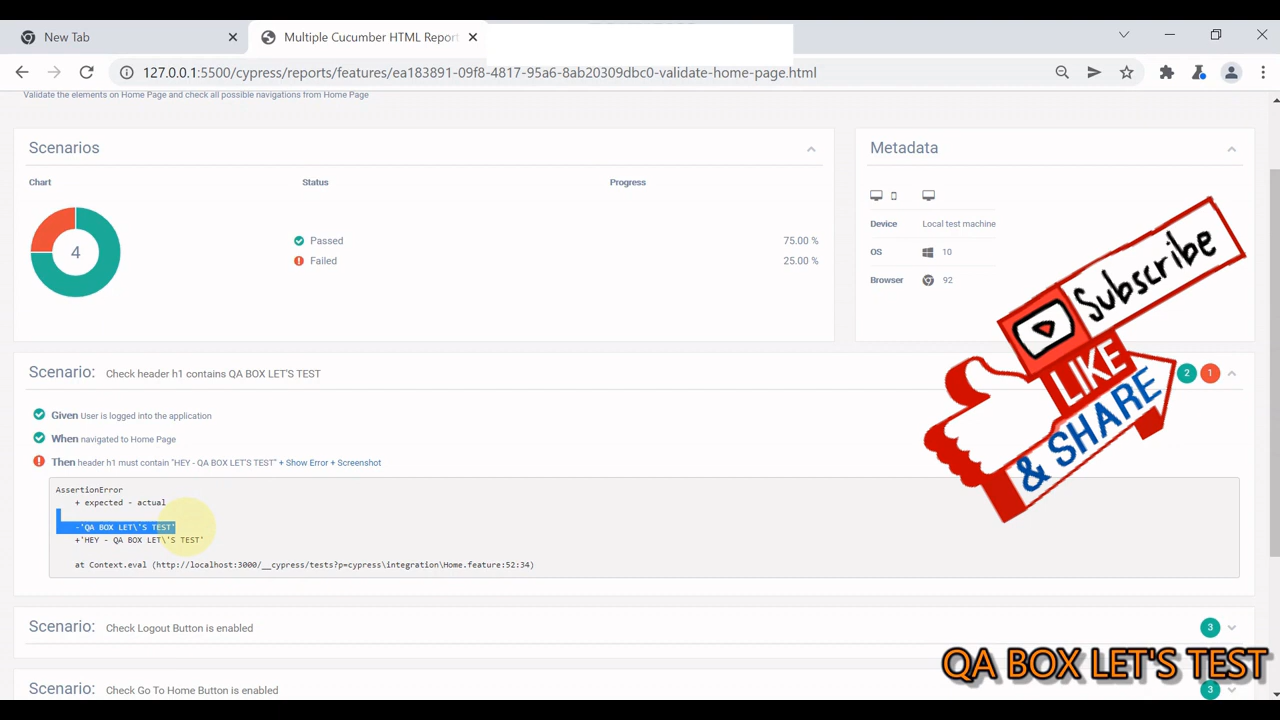 New Tab
Multiple Cucumber HTML Report
127.0.0.1:5500/cypress/reports/features/ea183891-09f8-4817-95a6-8ab20309dbc0-validate-home-page.html
Validate the elements on Home Page and check all possible navigations from Home Page
Scenarios
Metadata
Chart Status Progress
4
Passed 75.00 %
Failed 25.00 %
Device Local test machine
OS 10
Browser 92
Subscribe
LIKE
& SHARE
Scenario: Check header h1 contains QA BOX LET'S TEST 2 1
Given User is logged into the application
When navigated to Home Page
Then header h1 must contain "HEY - QA BOX LET'S TEST" + Show Error + Screenshot
AssertionError
+ expected - actual
-'QA BOX LET\'S TEST'
+'HEY - QA BOX LET\'S TEST'
at Context.eval (http://localhost:3000/__cypress/tests?p=cypress\integration\Home.feature:52:34)
Scenario: Check Logout Button is enabled 3
QA BOX LET'S TEST
Scenario: Check Go To Home Button is enabled 3